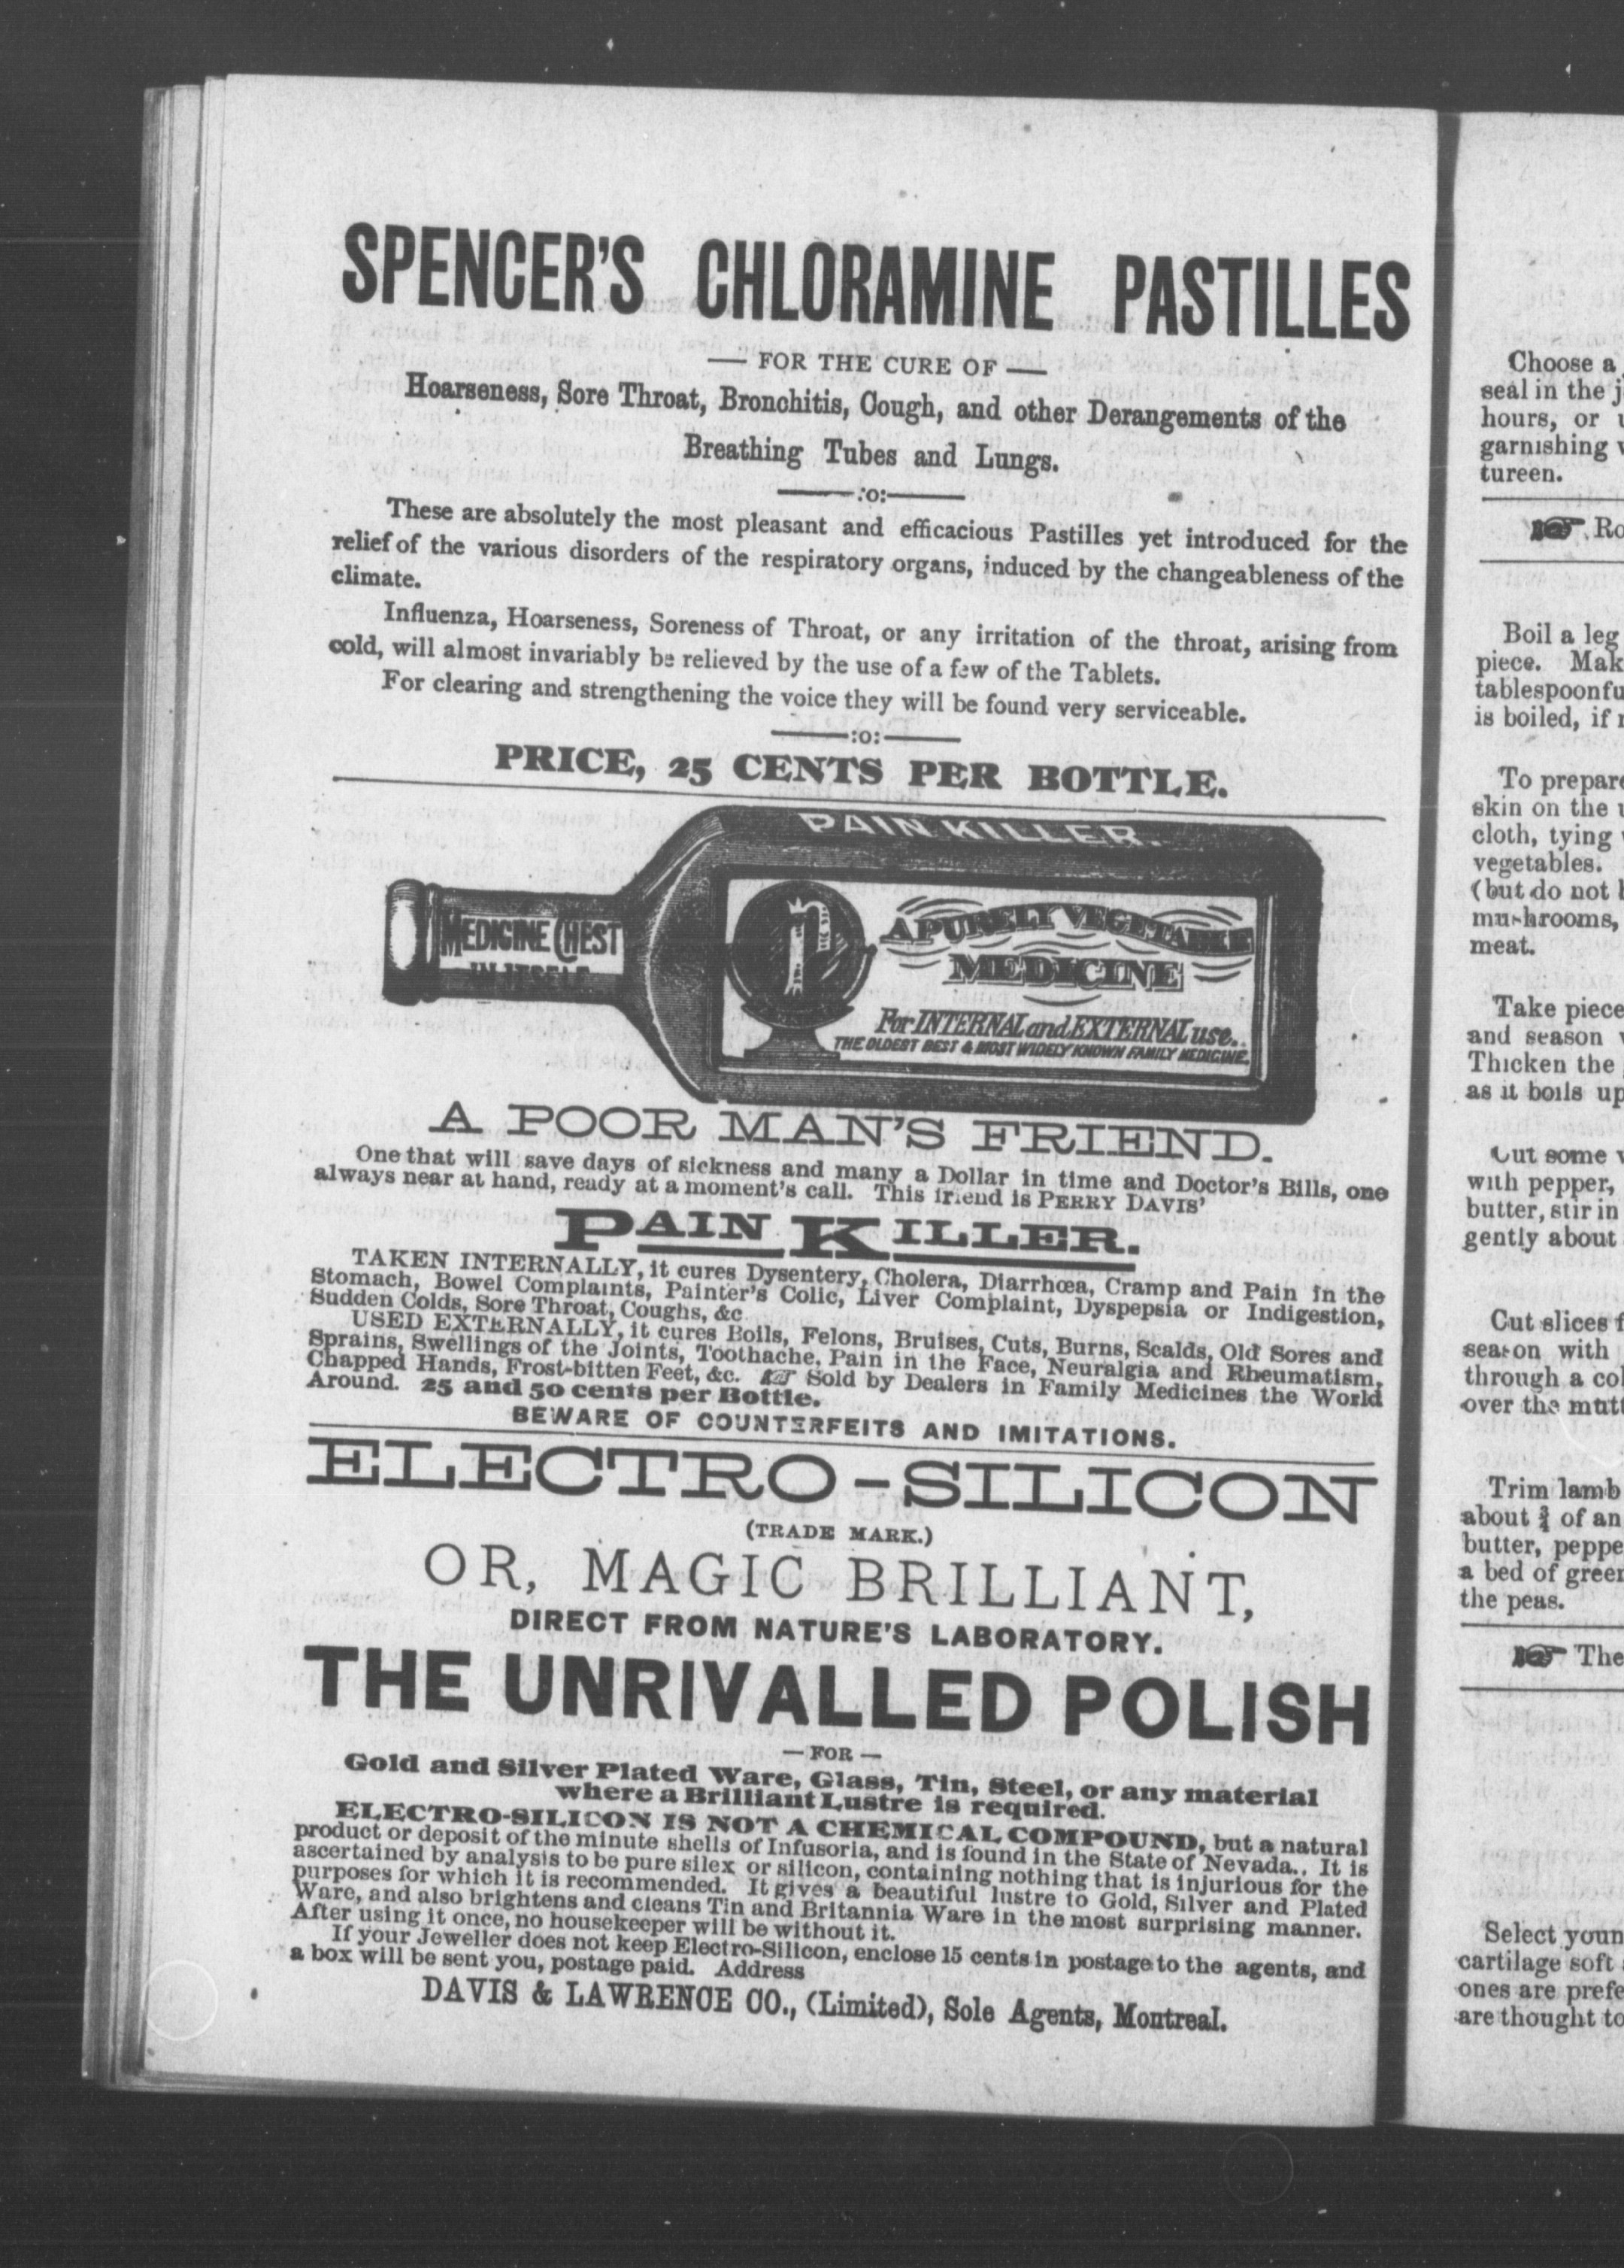 SPENCER'S CHLORAMINE PASTILLES
— FOR THE CURE OF —
Hoarseness, Sore Throat, Bronchitis, Cough, and other Derangements of the
Breathing Tubes and Lungs.
:o:
These are absolutely the most pleasant and efficacious Pastilles yet introduced for the
relief of the various disorders of the respiratory organs, induced by the changeableness of the
climate.
Influenza, Hoarseness, Soreness of Throat, or any irritation of the throat, arising from
cold, will almost invariably be relieved by the use of a few of the Tablets.
For clearing and strengthening the voice they will be found very serviceable.
:o:
PRICE, 25 CENTS PER BOTTLE.
PAIN KILLER.
MEDICINE CHEST
IN ITSELF
A PURELY VEGETABLE
MEDICINE
For INTERNAL and EXTERNAL use.
THE OLDEST BEST & MOST WIDELY KNOWN FAMILY MEDICINE.
A POOR MAN'S FRIEND.
One that will save days of sickness and many a Dollar in time and Doctor's Bills, one
always near at hand, ready at a moment's call. This friend is PERRY DAVIS'
PAIN KILLER.
TAKEN INTERNALLY, it cures Dysentery, Cholera, Diarrhœa, Cramp and Pain in the
Stomach, Bowel Complaints, Painter's Colic, Liver Complaint, Dyspepsia or Indigestion,
Sudden Colds, Sore Throat, Coughs, &c
USED EXTERNALLY, it cures Boils, Felons, Bruises, Cuts, Burns, Scalds, Old Sores and
Sprains, Swellings of the Joints, Toothache, Pain in the Face, Neuralgia and Rheumatism,
Chapped Hands, Frost-bitten Feet, &c. ☞ Sold by Dealers in Family Medicines the World
Around. 25 and 50 cents per Bottle.
BEWARE OF COUNTERFEITS AND IMITATIONS.
ELECTRO-SILICON
(TRADE MARK.)
OR, MAGIC BRILLIANT,
DIRECT FROM NATURE'S LABORATORY.
THE UNRIVALLED POLISH
— FOR —
Gold and Silver Plated Ware, Glass, Tin, Steel, or any material
where a Brilliant Lustre is required.
ELECTRO-SILICON IS NOT A CHEMICAL COMPOUND, but a natural
product or deposit of the minute shells of Infusoria, and is found in the State of Nevada.. It is
ascertained by analysis to be pure silex or silicon, containing nothing that is injurious for the
purposes for which it is recommended. It gives a beautiful lustre to Gold, Silver and Plated
Ware, and also brightens and cleans Tin and Britannia Ware in the most surprising manner.
After using it once, no housekeeper will be without it.
If your Jeweller does not keep Electro-Silicon, enclose 15 cents in postage to the agents, and
a box will be sent you, postage paid. Address
DAVIS & LAWRENCE CO., (Limited), Sole Agents, Montreal.
Choose a
seal in the
hours, or
garnishing
tureen.
☞
Boil a leg
piece.
is boiled, if
To prepare
skin on the
cloth, tying
vegetables.
(but do not
mushrooms,
meat.
Take piece
and season
Thicken the
as it boils up
Cut some
with pepper,
butter, stir in
gently about
Cut slices
season with
through a
over the
Trim lamb
about ¾ of an
butter,
a bed of
the peas.
☞ The
Select
cartilage soft
ones are
are thought to